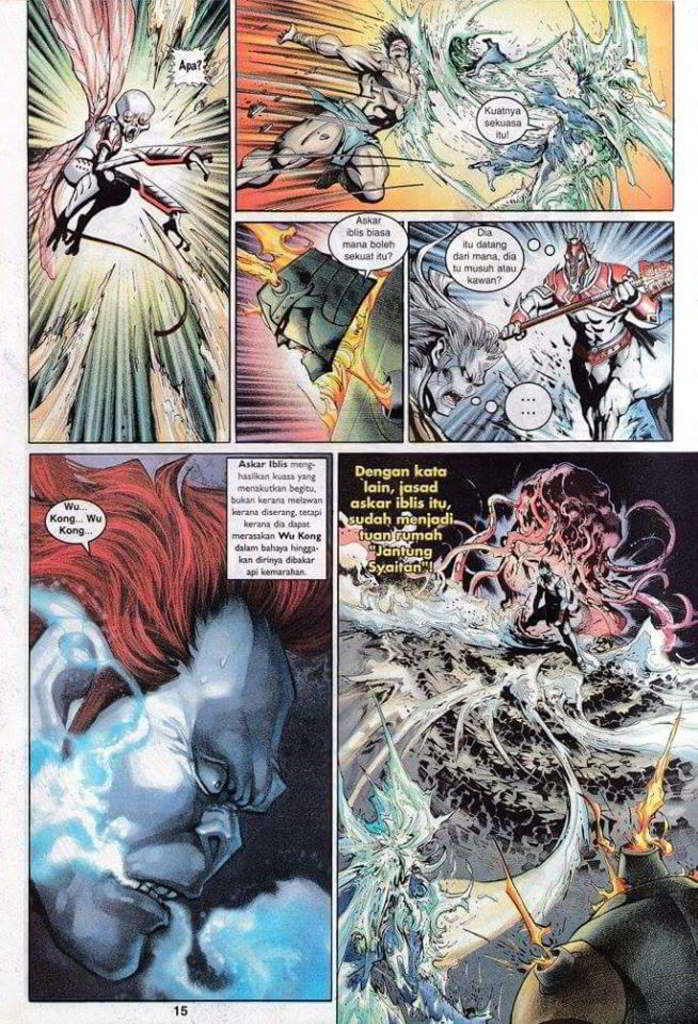 Apa?
Kuatnya
sekuasa
itu!
Askar
iblis biasa
mana boleh
sekuat itu?
Dia
itu datang
dari mana, dia
tu musuh atau
kawan?
...
...
Wu...
Kong... Wu
Kong...
Askar Iblis meng-
hasilkan kuasa yang
menakutkan begitu,
bukan kerana melawan
kerana diserang, tetapi
kerana dia dapat
merasakan Wu Kong
dalam bahaya hingga-
kan dirinya dibakar
api kemarahan.
Dengan kata
lain, jasad
askar iblis itu,
sudah menjadi
tuan rumah
"Jantung
Syaitan"!
15